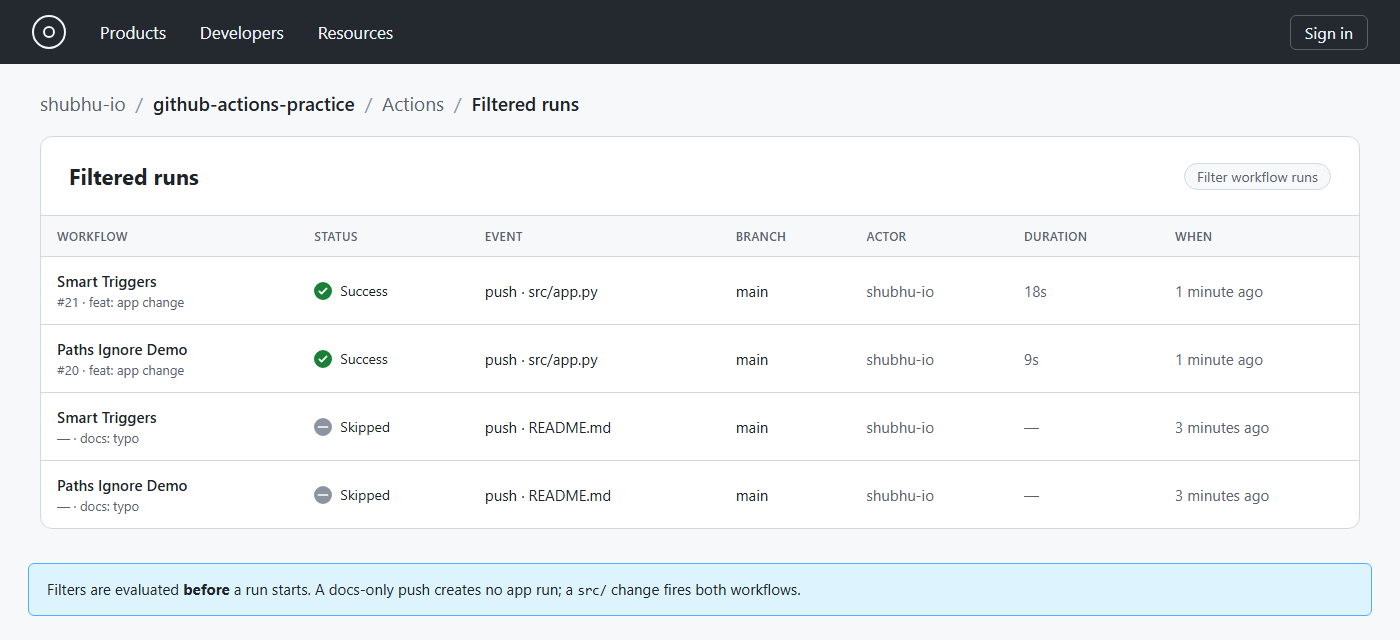 Products Developers Resources Sign in
shubhu-io / github-actions-practice / Actions / Filtered runs
Filtered runs Filter workflow runs
WORKFLOW STATUS EVENT BRANCH ACTOR DURATION WHEN
Smart Triggers
#21 · feat: app change Success push · src/app.py main shubhu-io 18s 1 minute ago
Paths Ignore Demo
#20 · feat: app change Success push · src/app.py main shubhu-io 9s 1 minute ago
Smart Triggers
— · docs: typo Skipped push · README.md main shubhu-io — 3 minutes ago
Paths Ignore Demo
— · docs: typo Skipped push · README.md main shubhu-io — 3 minutes ago
Filters are evaluated before a run starts. A docs-only push creates no app run; a src/ change fires both workflows.